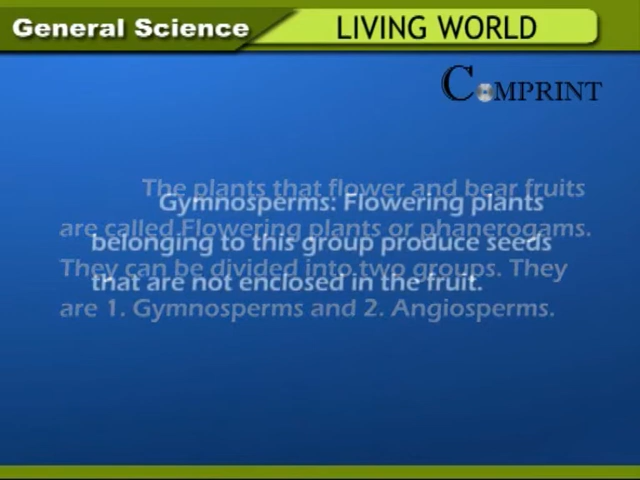 General Science
LIVING WORLD
COMPRINT
The plants that flower and bear fruits
are called Flowering plants or phanerogams.
They can be divided into two groups. They
are 1. Gymnosperms and 2. Angiosperms.
Gymnosperms: Flowering plants
belonging to this group produce seeds
that are not enclosed in the fruit.